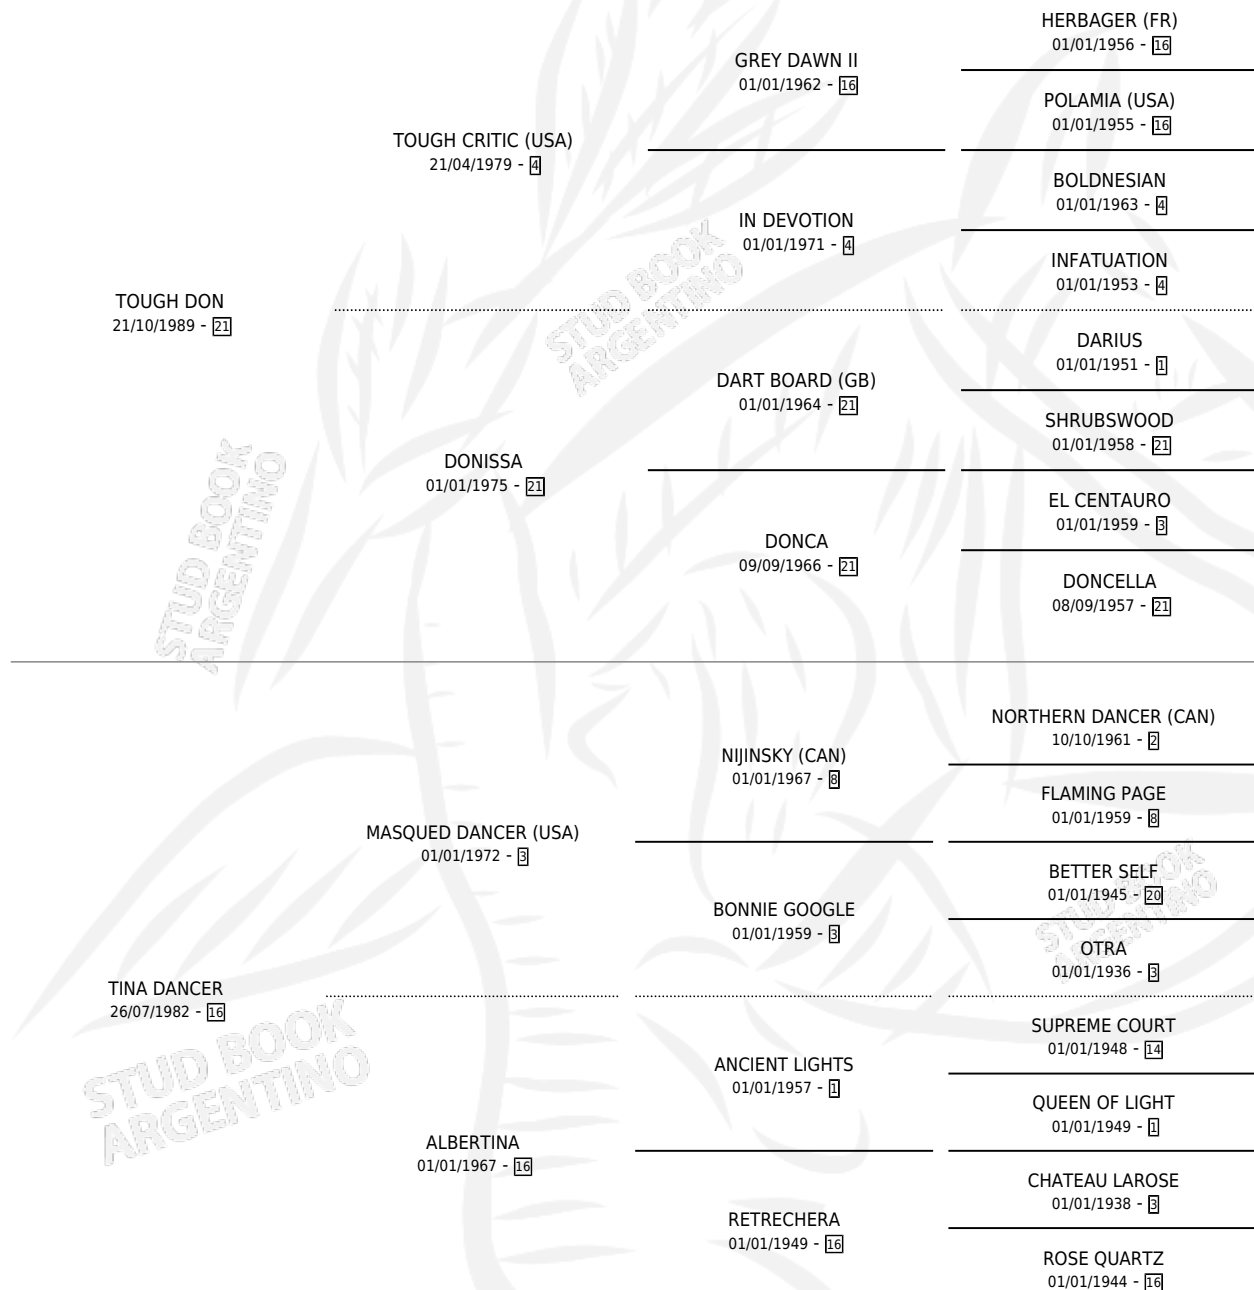 HERBAGER (FR)
01/01/1956 - 16
GREY DAWN II
01/01/1962 - 16
POLAMIA (USA)
01/01/1955 - 16
TOUGH CRITIC (USA)
21/04/1979 - 4
BOLDNESIAN
01/01/1963 - 4
IN DEVOTION
01/01/1971 - 4
INFATUATION
01/01/1953 - 4
TOUGH DON
21/10/1989 - 21
DARIUS
01/01/1951 - 1
DART BOARD (GB)
01/01/1964 - 21
SHRUBSWOOD
01/01/1958 - 21
DONISSA
01/01/1975 - 21
EL CENTAURO
01/01/1959 - 3
DONCA
09/09/1966 - 21
DONCELLA
08/09/1957 - 21
NORTHERN DANCER (CAN)
10/10/1961 - 2
NIJINSKY (CAN)
01/01/1967 - 8
FLAMING PAGE
01/01/1959 - 8
MASQUED DANCER (USA)
01/01/1972 - 3
BETTER SELF
01/01/1945 - 20
BONNIE GOOGLE
01/01/1959 - 3
OTRA
01/01/1936 - 3
TINA DANCER
26/07/1982 - 16
SUPREME COURT
01/01/1948 - 14
ANCIENT LIGHTS
01/01/1957 - 1
QUEEN OF LIGHT
01/01/1949 - 1
ALBERTINA
01/01/1967 - 16
CHATEAU LAROSE
01/01/1938 - 3
RETRECHERA
01/01/1949 - 16
ROSE QUARTZ
01/01/1944 - 16
STUD BOOK
ARGENTINO
STUD BOOK
ARGENTINO
STUD BOOK
ARGENTINO
STUD BOOK
ARGENTINO